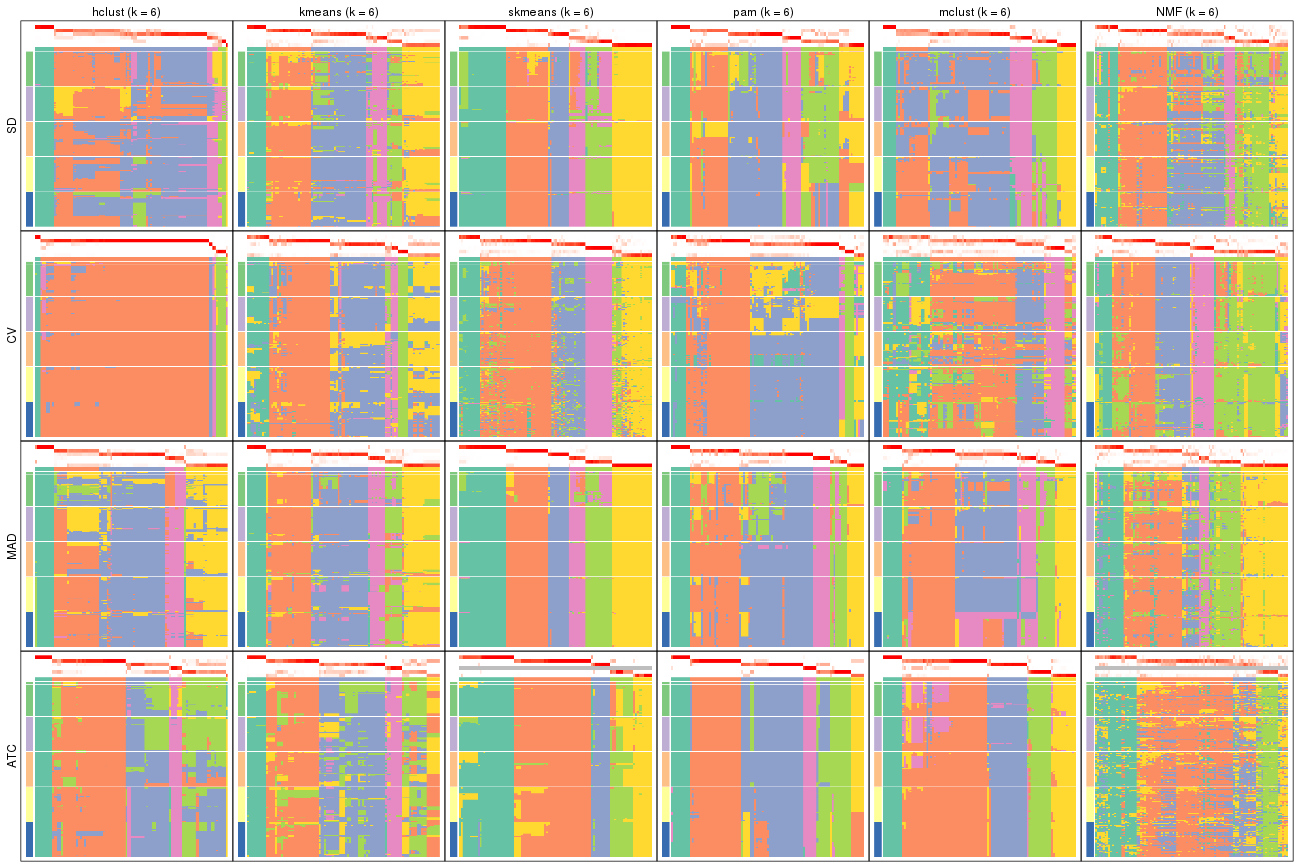 hclust (k = 6)
kmeans (k = 6)
skmeans (k = 6)
pam (k = 6)
mclust (k = 6)
NMF (k = 6)
SD
CV
MAD
ATC